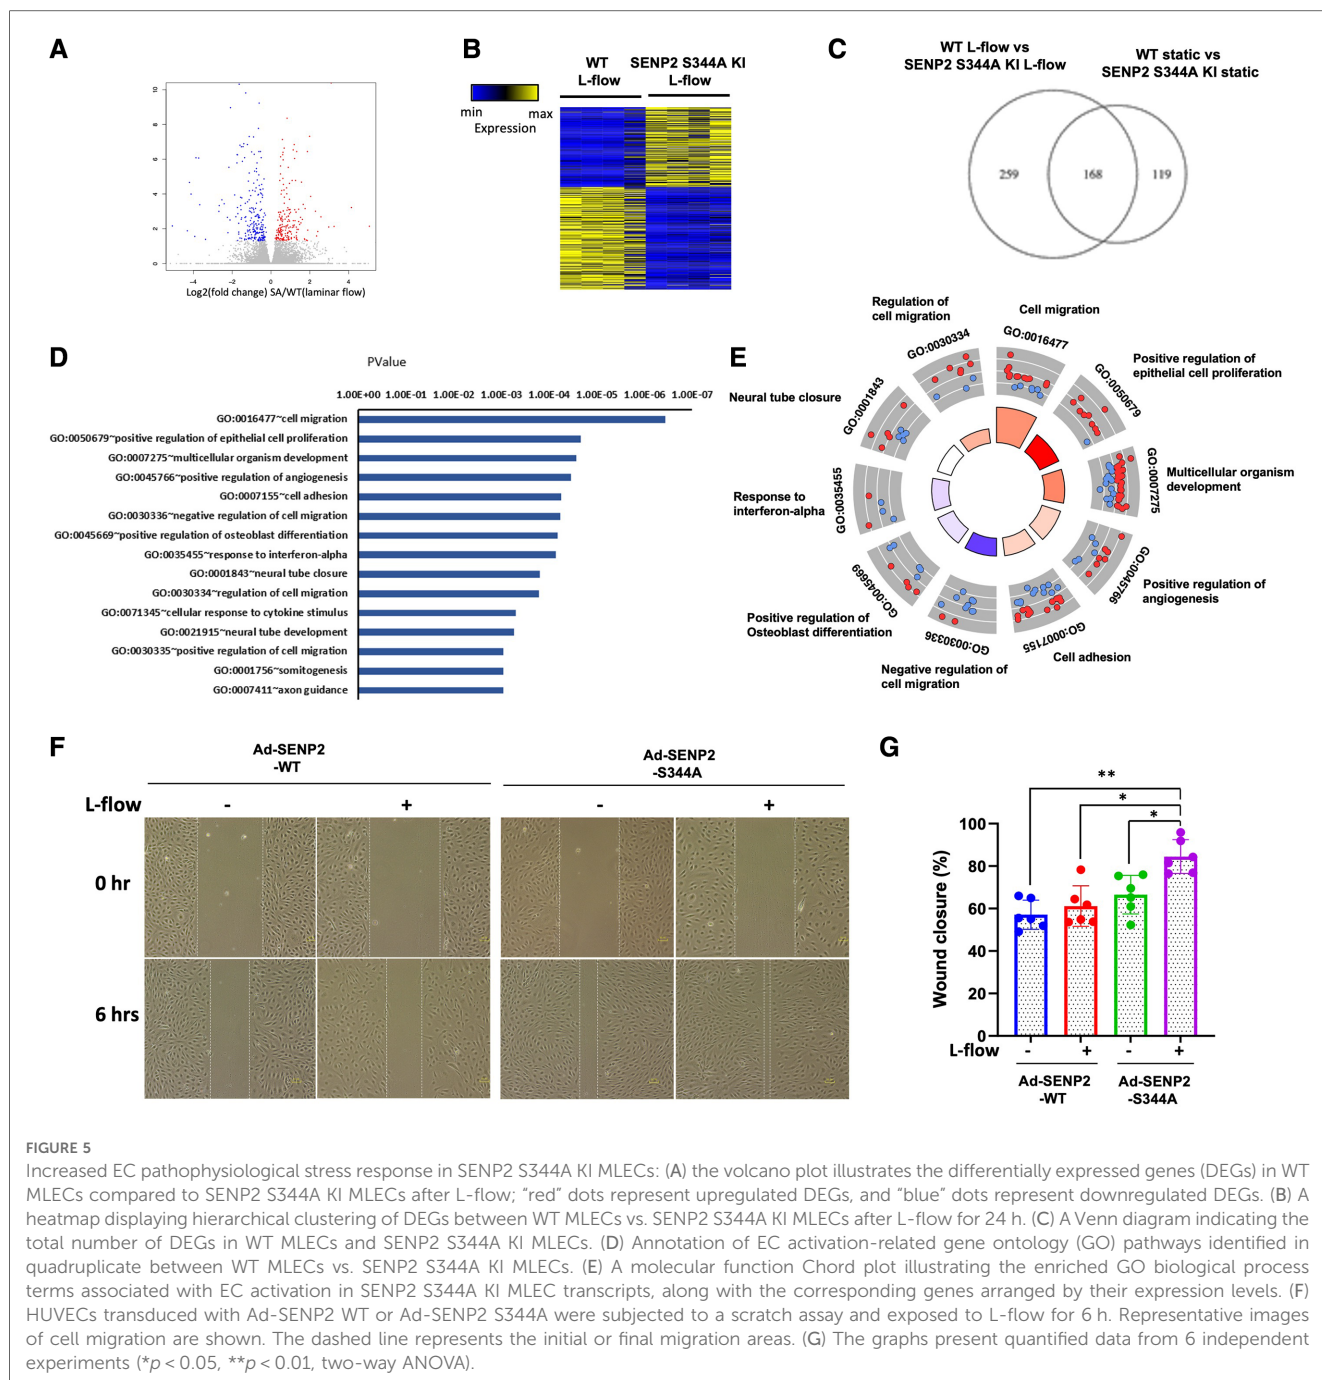 A
10
8
6
4
2
0
−4
−2
0
2
4
Log2(fold change) SA/WT(laminar flow)
B
WT
L-flow
SENP2 S344A KI
L-flow
min
max
Expression
C
WT L-flow vs
SENP2 S344A KI L-flow
WT static vs
SENP2 S344A KI static
259
168
119
D
PValue
1.00E+00 1.00E-01 1.00E-02 1.00E-03 1.00E-04 1.00E-05 1.00E-06 1.00E-07
GO:0016477~cell migration
GO:0050679~positive regulation of epithelial cell proliferation
GO:0007275~multicellular organism development
GO:0045766~positive regulation of angiogenesis
GO:0007155~cell adhesion
GO:0030336~negative regulation of cell migration
GO:0045669~positive regulation of osteoblast differentiation
GO:0035455~response to interferon-alpha
GO:0001843~neural tube closure
GO:0030334~regulation of cell migration
GO:0071345~cellular response to cytokine stimulus
GO:0021915~neural tube development
GO:0030335~positive regulation of cell migration
GO:0001756~somitogenesis
GO:0007411~axon guidance
E
Regulation of
cell migration
GO:0030334
Cell migration
GO:0016477
Positive regulation of
epithelial cell proliferation
GO:0050679
Multicellular organism
development
GO:0007275
Positive regulation of
angiogenesis
GO:0045766
Cell adhesion
GO:0007155
Negative regulation of
cell migration
GO:0030336
Positive regulation of
Osteoblast differentiation
GO:0045669
Response to
interferon-alpha
GO:0035455
Neural tube closure
GO:0001843
F
Ad-SENP2
-WT
Ad-SENP2
-S344A
L-flow - + - +
0 hr
6 hrs
G
** 
*
*
Wound closure (%)
100
80
60
40
20
0
L-flow - + - +
Ad-SENP2
-WT
Ad-SENP2
-S344A
FIGURE 5
Increased EC pathophysiological stress response in SENP2 S344A KI MLECs: (A) the volcano plot illustrates the differentially expressed genes (DEGs) in WT
MLECs compared to SENP2 S344A KI MLECs after L-flow; “red” dots represent upregulated DEGs, and “blue” dots represent downregulated DEGs. (B) A
heatmap displaying hierarchical clustering of DEGs between WT MLECs vs. SENP2 S344A KI MLECs after L-flow for 24 h. (C) A Venn diagram indicating the
total number of DEGs in WT MLECs and SENP2 S344A KI MLECs. (D) Annotation of EC activation-related gene ontology (GO) pathways identified in
quadruplicate between WT MLECs vs. SENP2 S344A KI MLECs. (E) A molecular function Chord plot illustrating the enriched GO biological process
terms associated with EC activation in SENP2 S344A KI MLEC transcripts, along with the corresponding genes arranged by their expression levels. (F)
HUVECs transduced with Ad-SENP2 WT or Ad-SENP2 S344A were subjected to a scratch assay and exposed to L-flow for 6 h. Representative images
of cell migration are shown. The dashed line represents the initial or final migration areas. (G) The graphs present quantified data from 6 independent
experiments (*p < 0.05, **p < 0.01, two-way ANOVA).